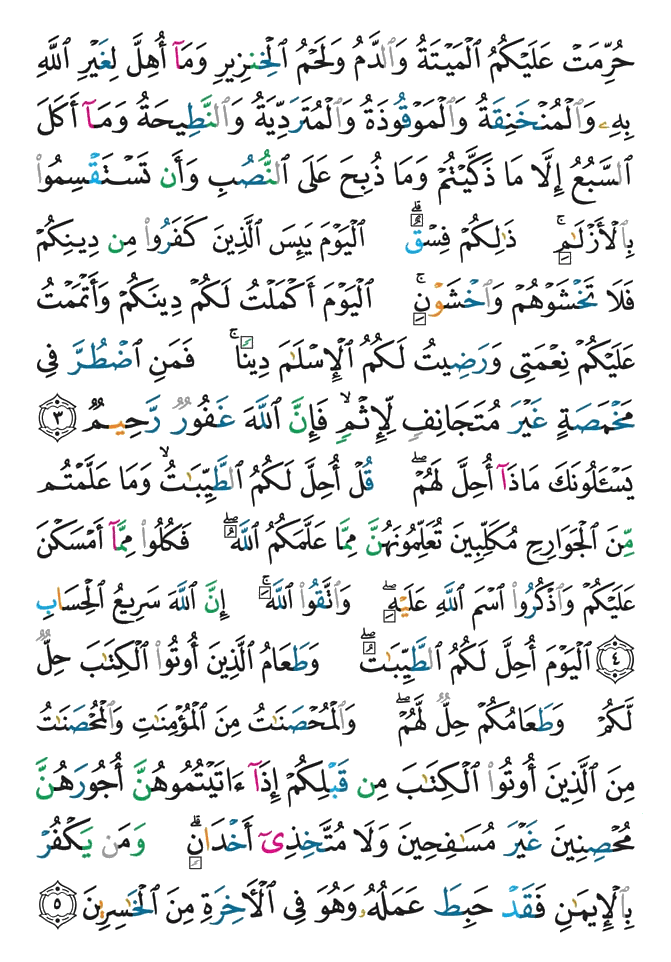 حُرِّمَتْ عَلَيْكُمُ ٱلْمَيْتَةُ وَٱلدَّمُ وَلَحْمُ ٱلْخِنزِيرِ وَمَآ أُهِلَّ لِغَيْرِ ٱللَّهِ
بِهِۦ وَٱلْمُنْخَنِقَةُ وَٱلْمَوْقُوذَةُ وَٱلْمُتَرَدِّيَةُ وَٱلنَّطِيحَةُ وَمَآ أَكَلَ
ٱلسَّبُعُ إِلَّا مَا ذَكَّيْتُمْ وَمَا ذُبِحَ عَلَى ٱلنُّصُبِ وَأَن تَسْتَقْسِمُوا۟
بِٱلْأَزْلَـٰمِ ۚ ذَٰلِكُمْ فِسْقٌ ۗ ٱلْيَوْمَ يَئِسَ ٱلَّذِينَ كَفَرُوا۟ مِن دِينِكُمْ
فَلَا تَخْشَوْهُمْ وَٱخْشَوْنِ ۚ ٱلْيَوْمَ أَكْمَلْتُ لَكُمْ دِينَكُمْ وَأَتْمَمْتُ
عَلَيْكُمْ نِعْمَتِى وَرَضِيتُ لَكُمُ ٱلْإِسْلَـٰمَ دِينًا ۚ فَمَنِ ٱضْطُرَّ فِى
مَخْمَصَةٍ غَيْرَ مُتَجَانِفٍ لِّإِثْمٍ ۙ فَإِنَّ ٱللَّهَ غَفُورٌ رَّحِيمٌ ٣
يَسْـَٔلُونَكَ مَاذَآ أُحِلَّ لَهُمْ ۖ قُلْ أُحِلَّ لَكُمُ ٱلطَّيِّبَـٰتُ ۙ وَمَا عَلَّمْتُم
مِّنَ ٱلْجَوَارِحِ مُكَلِّبِينَ تُعَلِّمُونَهُنَّ مِمَّا عَلَّمَكُمُ ٱللَّهُ ۖ فَكُلُوا۟ مِمَّآ أَمْسَكْنَ
عَلَيْكُمْ وَٱذْكُرُوا۟ ٱسْمَ ٱللَّهِ عَلَيْهِ ۖ وَٱتَّقُوا۟ ٱللَّهَ ۚ إِنَّ ٱللَّهَ سَرِيعُ ٱلْحِسَابِ
٤ ٱلْيَوْمَ أُحِلَّ لَكُمُ ٱلطَّيِّبَـٰتُ ۖ وَطَعَامُ ٱلَّذِينَ أُوتُوا۟ ٱلْكِتَـٰبَ حِلٌّ
لَّكُمْ وَطَعَامُكُمْ حِلٌّ لَّهُمْ ۖ وَٱلْمُحْصَنَـٰتُ مِنَ ٱلْمُؤْمِنَـٰتِ وَٱلْمُحْصَنَـٰتُ
مِنَ ٱلَّذِينَ أُوتُوا۟ ٱلْكِتَـٰبَ مِن قَبْلِكُمْ إِذَآ ءَاتَيْتُمُوهُنَّ أُجُورَهُنَّ
مُحْصِنِينَ غَيْرَ مُسَـٰفِحِينَ وَلَا مُتَّخِذِىٓ أَخْدَانٍ ۗ وَمَن يَكْفُرْ
بِٱلْإِيمَـٰنِ فَقَدْ حَبِطَ عَمَلُهُۥ وَهُوَ فِى ٱلْـَٔاخِرَةِ مِنَ ٱلْخَـٰسِرِينَ ٥